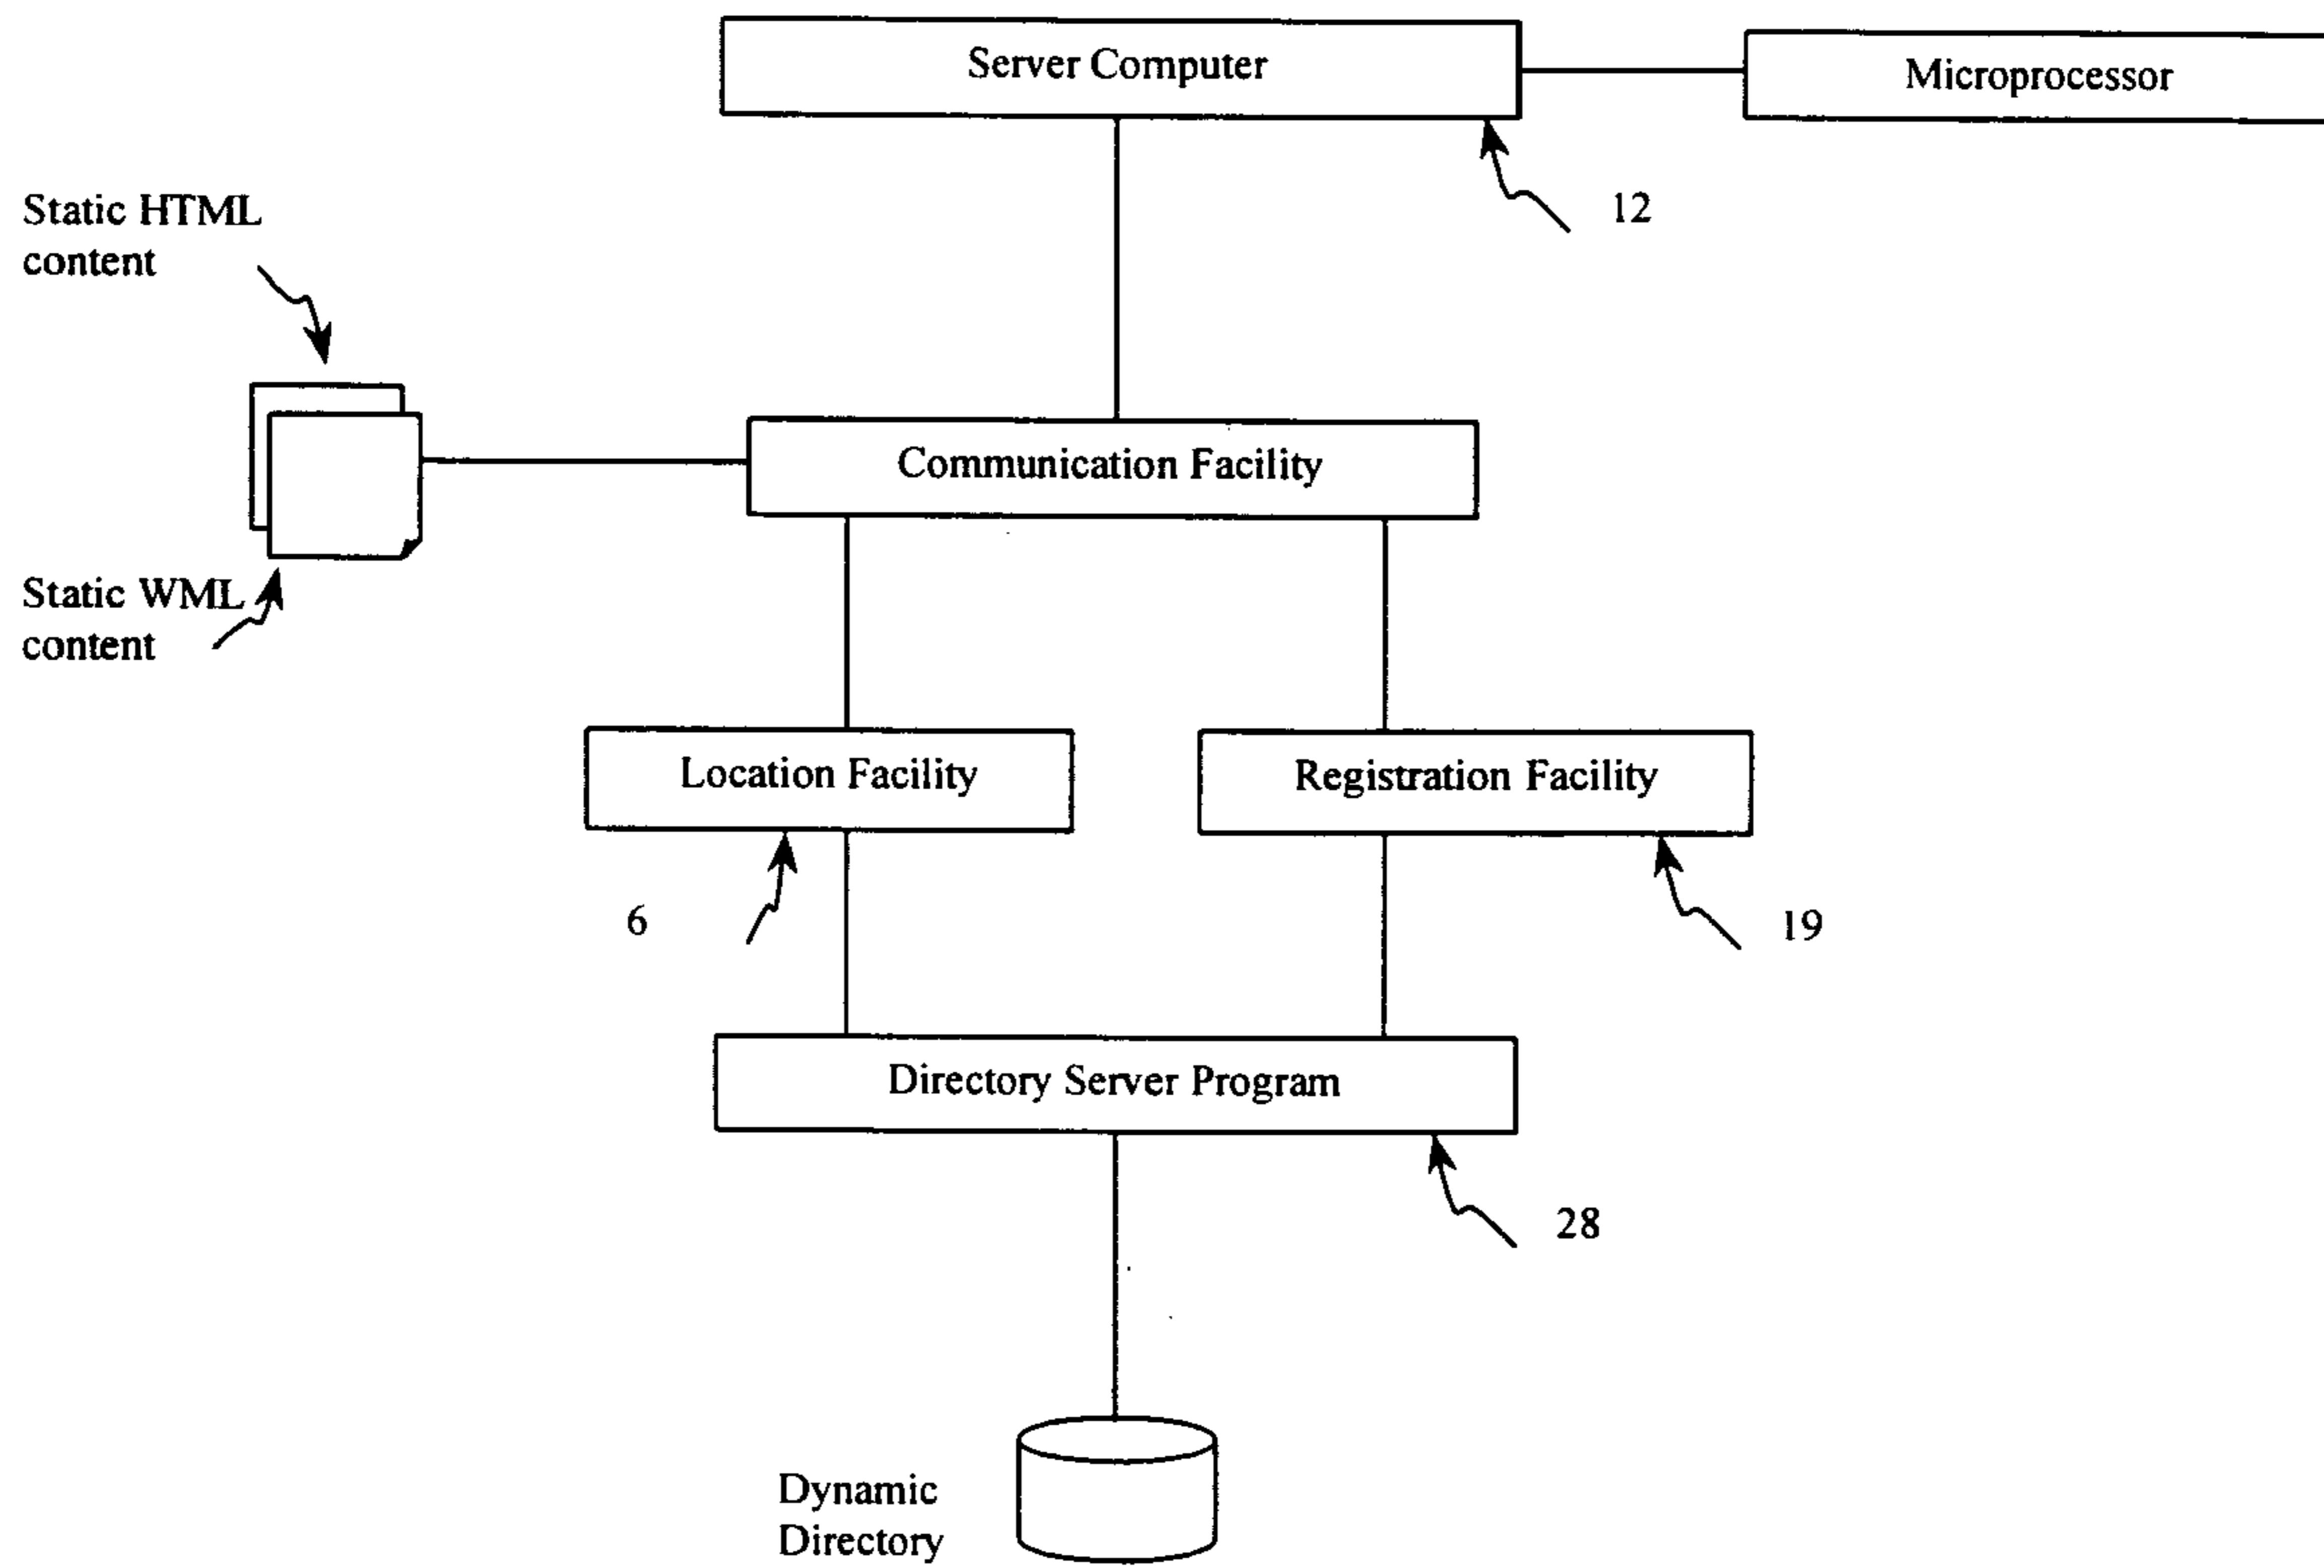 Server Computer
Microprocessor
12
Static HTML
content
Communication Facility
Static WML
content
Location Facility
Registration Facility
6
19
Directory Server Program
28
Dynamic
Directory